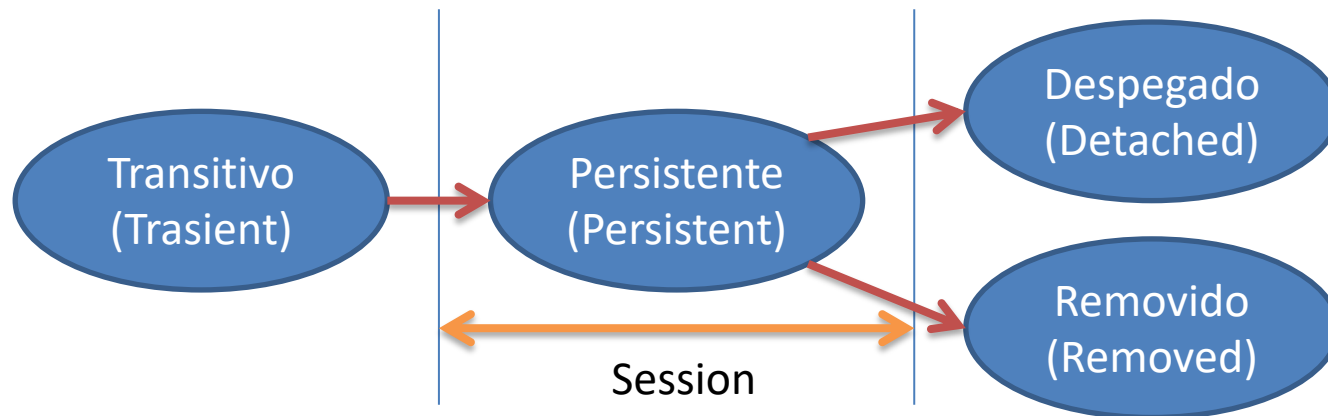 Transitivo
(Trasient)
Persistente
(Persistent)
Despegado
(Detached)
Removido
(Removed)
Session